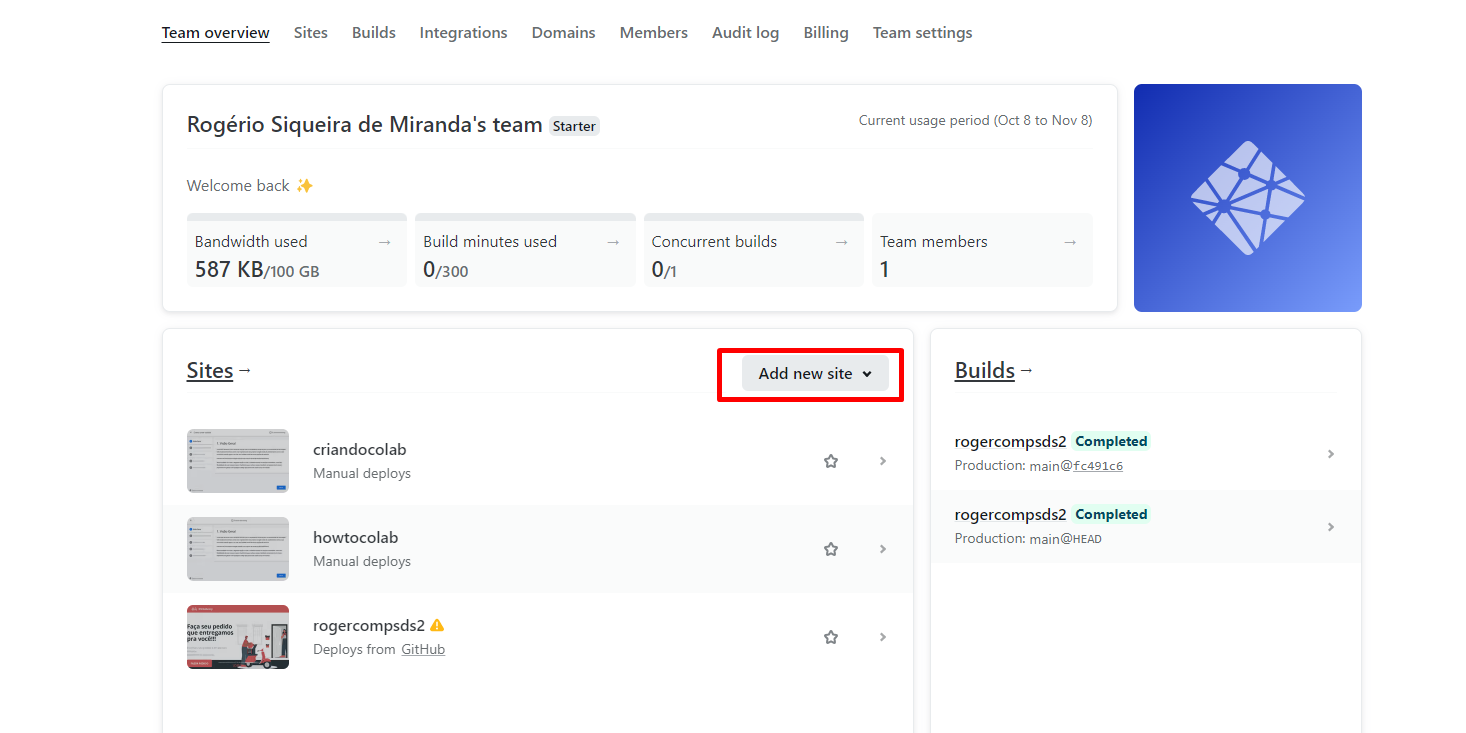 Team overview Sites Builds Integrations Domains Members Audit log Billing Team settings
Rogério Siqueira de Miranda's team Starter
Current usage period (Oct 8 to Nov 8)
Welcome back ✨
Bandwidth used →
587 KB/100 GB
Build minutes used →
0/300
Concurrent builds →
0/1
Team members →
1
Sites →
Add new site
criandocolab
Manual deploys
howtocolab
Manual deploys
Faça seu pedido
que entregamos
pra você!!!
rogercompsds2
Deploys from GitHub
Builds →
rogercompsds2 Completed
Production: main@fc491c6
rogercompsds2 Completed
Production: main@HEAD